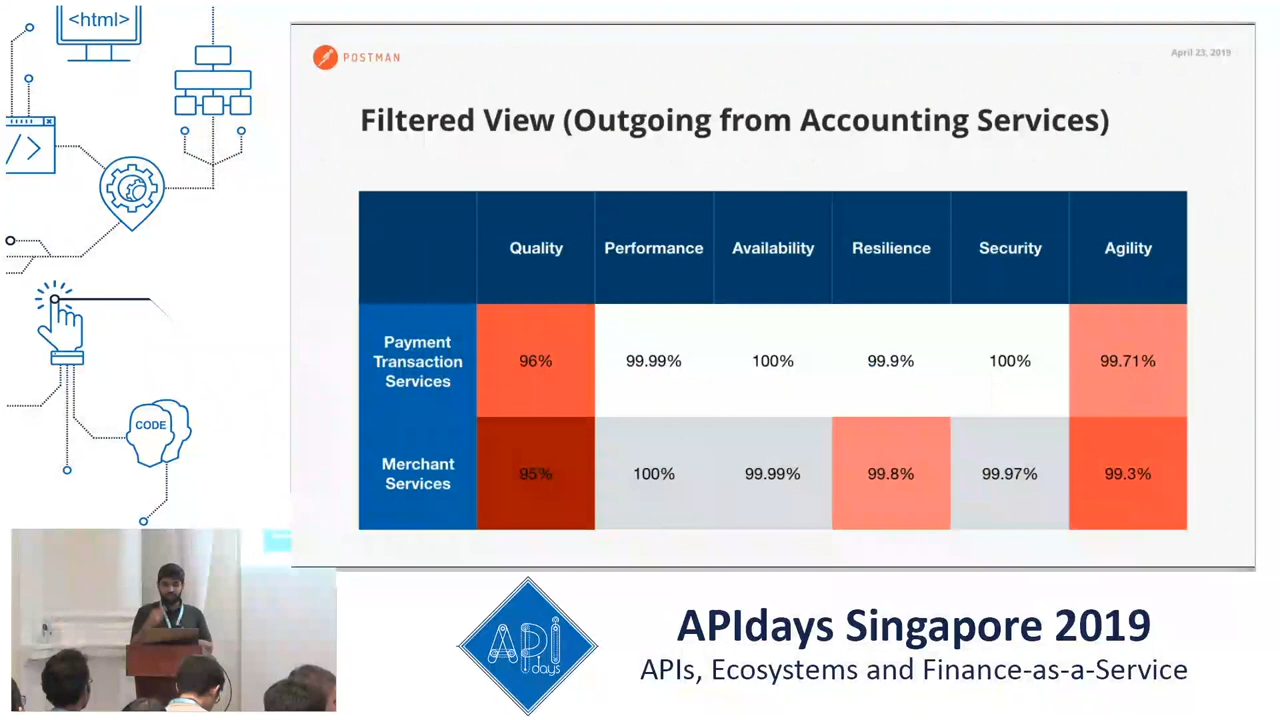 <html>
</>
CODE
POSTMAN
April 23, 2019
Filtered View (Outgoing from Accounting Services)
Quality Performance Availability Resilience Security Agility
Payment Transaction Services 96% 99.99% 100% 99.9% 100% 99.71%
Merchant Services 95% 100% 99.99% 99.8% 99.97% 99.3%
API
days
APIdays Singapore 2019
APIs, Ecosystems and Finance-as-a-Service